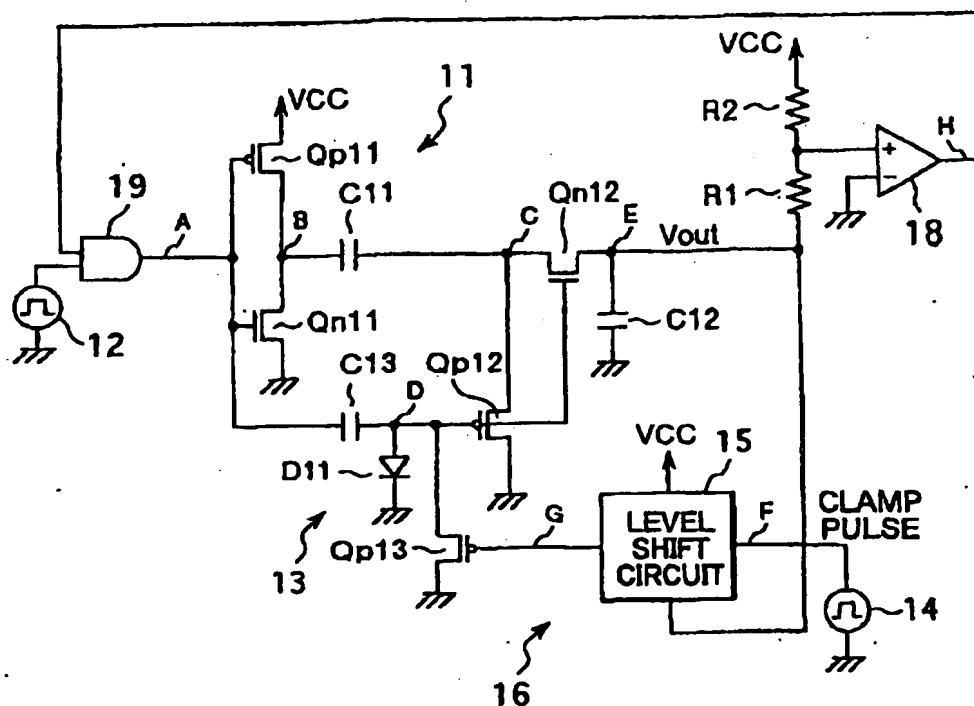 VCC
11
VCC
R2
H
Qp11
C11
Qn12
R1
18
19
A
B
C
E
Vout
12
Qn11
C12
C13
D
Qp12
VCC
15
D11
G
LEVEL
SHIFT
CIRCUIT
F
CLAMP
PULSE
13
Qp13
14
16